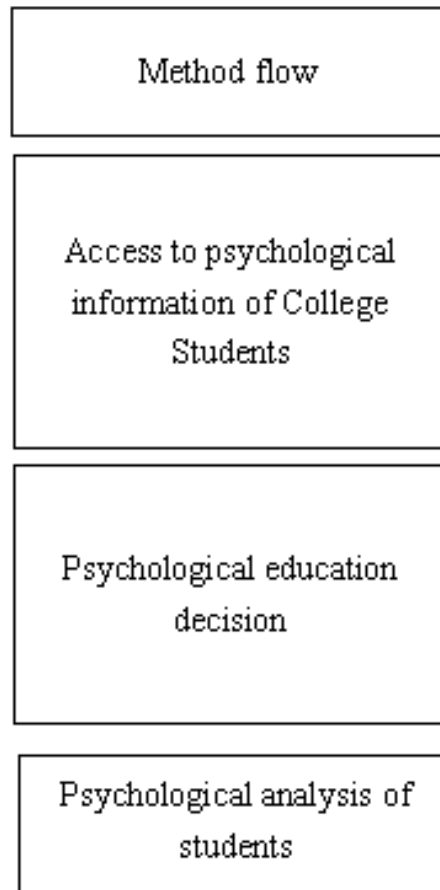 Method flow
Access to psychological
information of College
Students
Psychological education
decision
Psychological analysis of
students